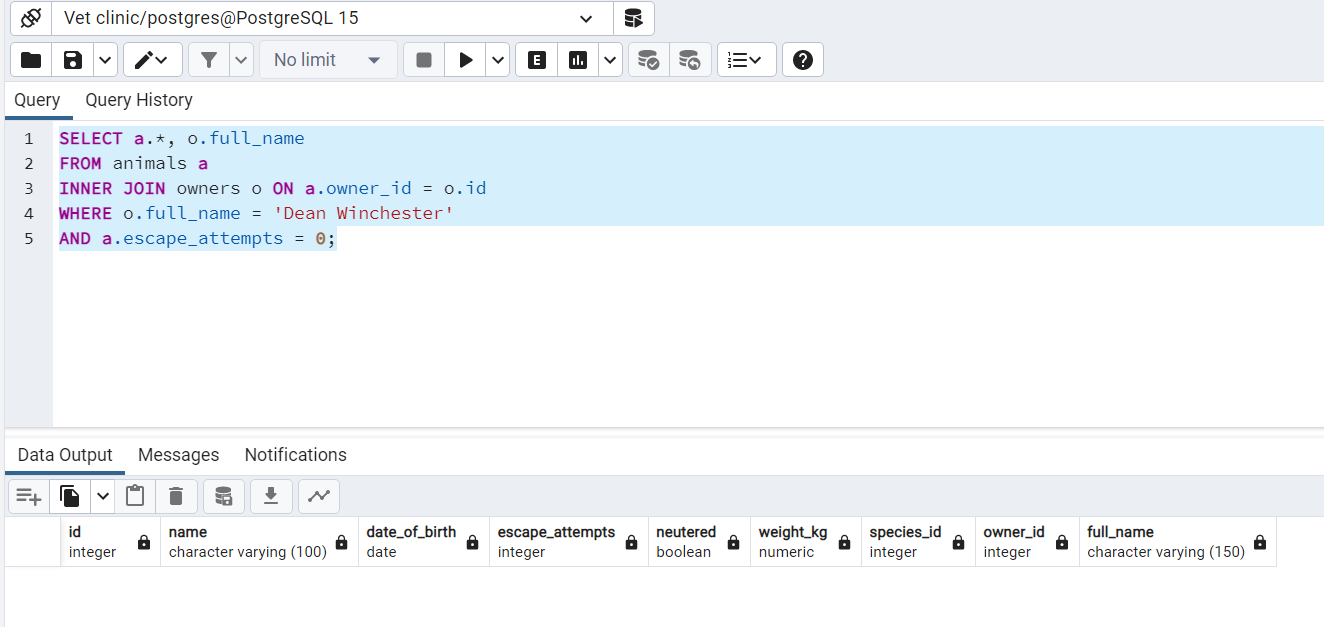 Vet clinic/postgres@PostgreSQL 15
No limit
E
Query Query History
1 SELECT a.*, o.full_name
2 FROM animals a
3 INNER JOIN owners o ON a.owner_id = o.id
4 WHERE o.full_name = 'Dean Winchester'
5 AND a.escape_attempts = 0;
Data Output Messages Notifications
id name date_of_birth escape_attempts neutered weight_kg species_id owner_id full_name
integer character varying (100) date integer boolean numeric integer integer character varying (150)